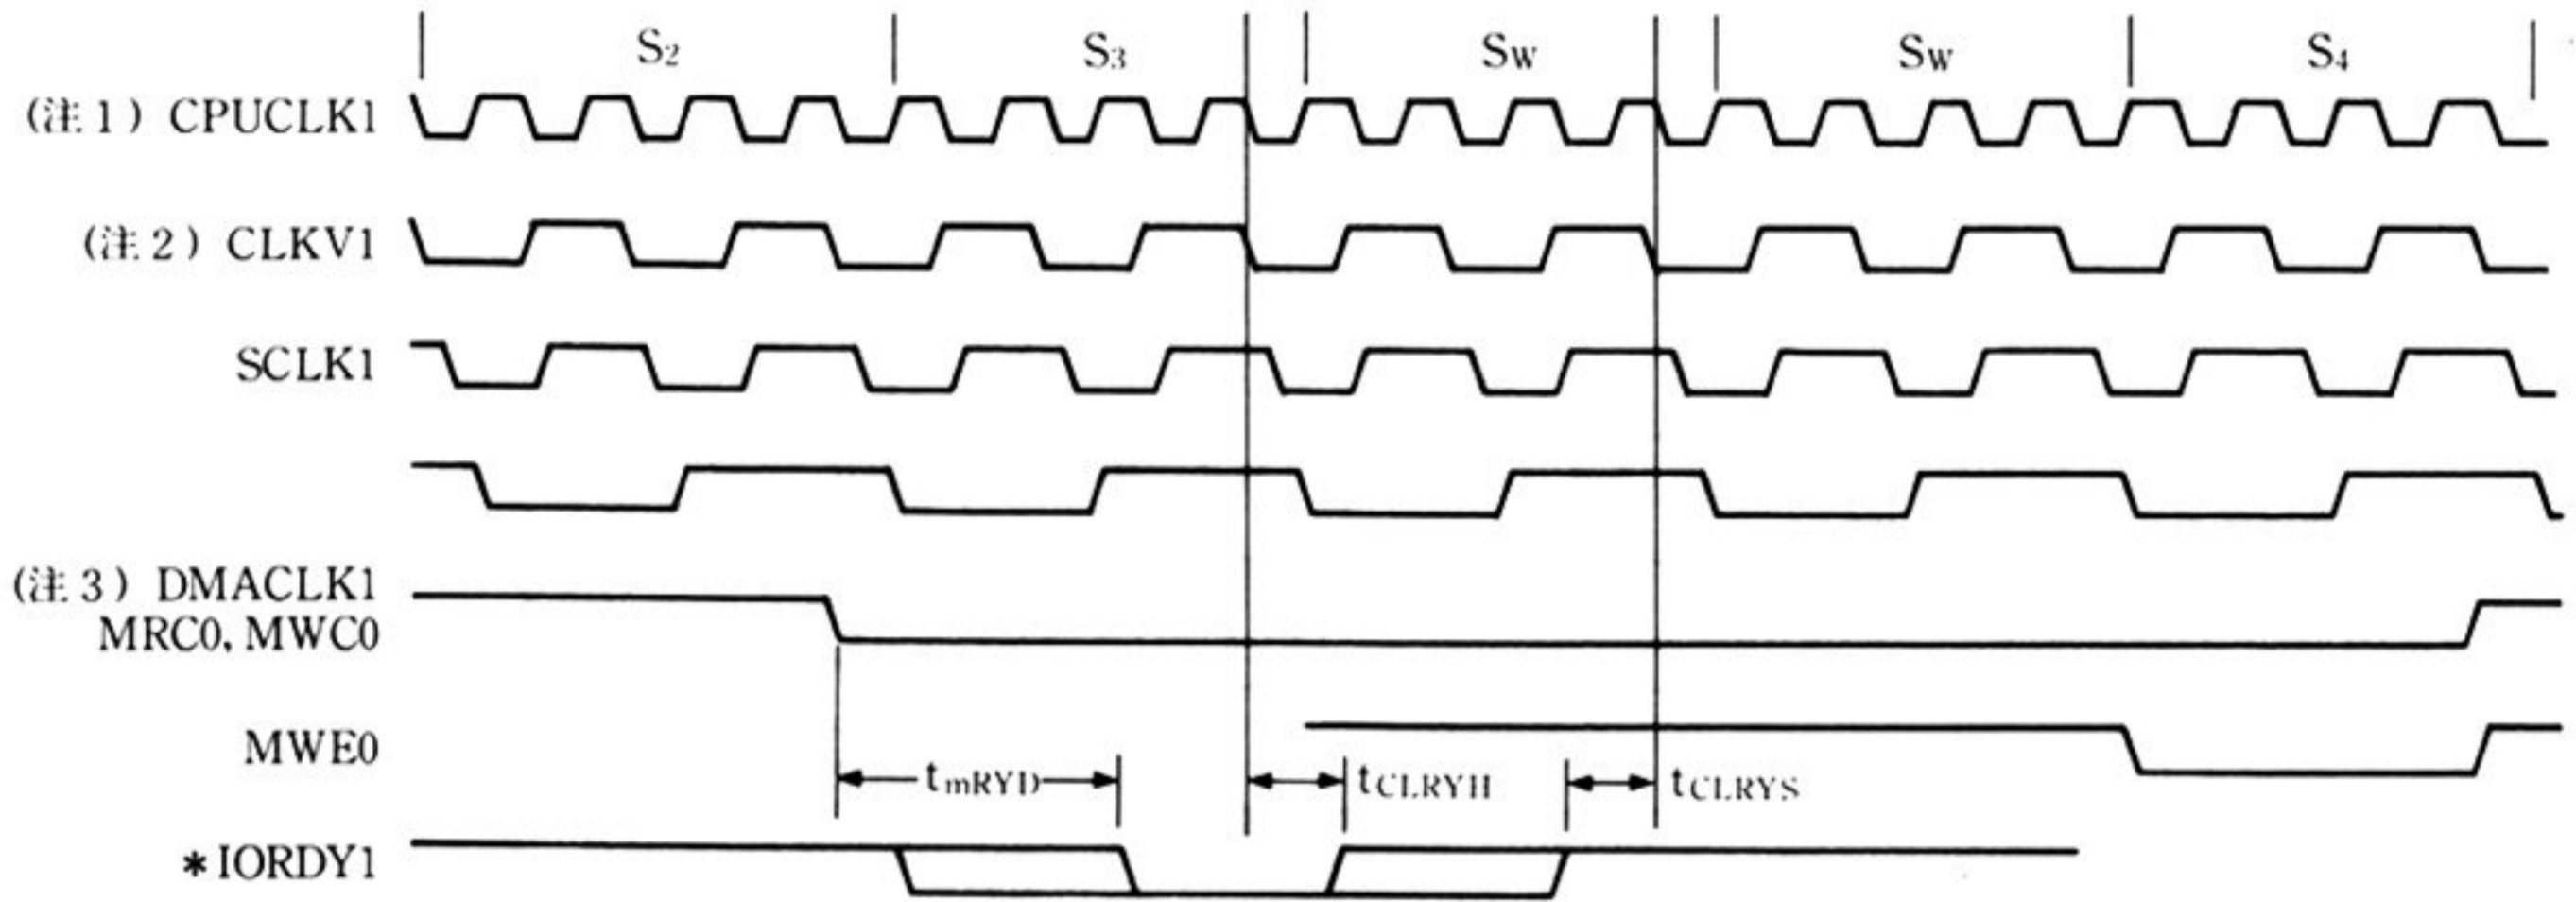 S₂ S₃ Sw Sw S₄
(注1) CPUCLK1
(注2) CLKV1
SCLK1
(注3) DMACLK1
MRC0, MWC0
MWE0
tmRYD tCLRYH tCLRYS
*IORDY1